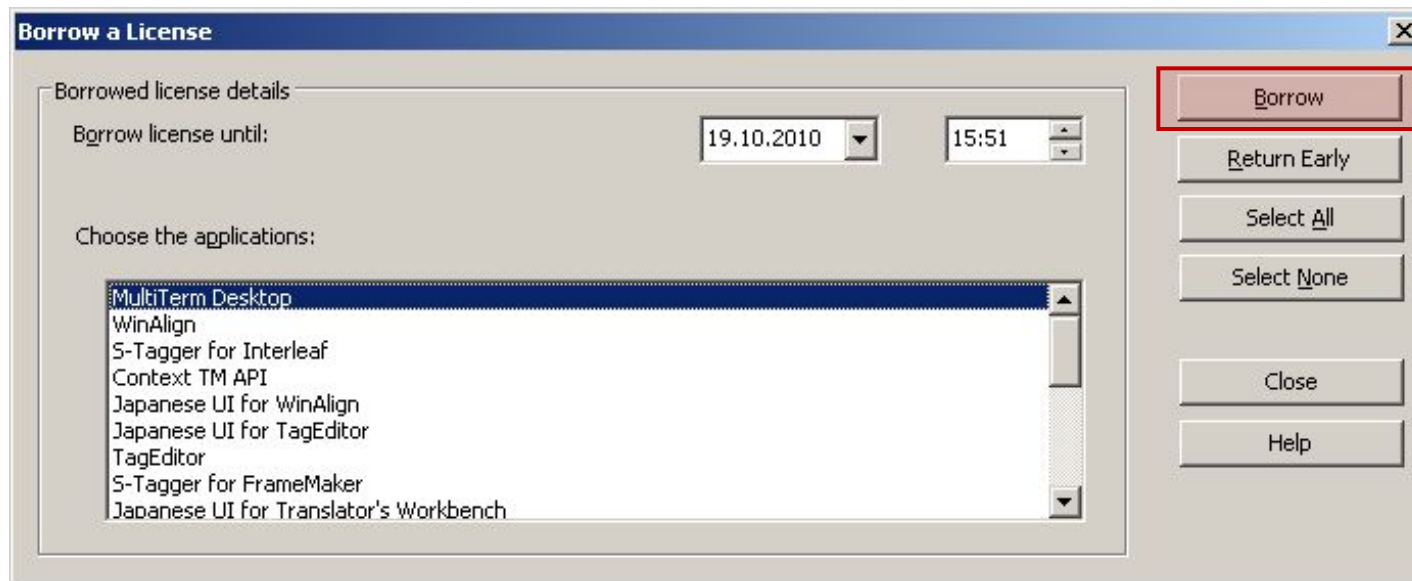 Borrow a License
Borrowed license details
Borrow license until:
19.10.2010
15:51
Choose the applications:
MultiTerm Desktop
WinAlign
S-Tagger for Interleaf
Context TM API
Japanese UI for WinAlign
Japanese UI for TagEditor
TagEditor
S-Tagger for FrameMaker
Japanese UI for Translator's Workbench
Borrow
Return Early
Select All
Select None
Close
Help